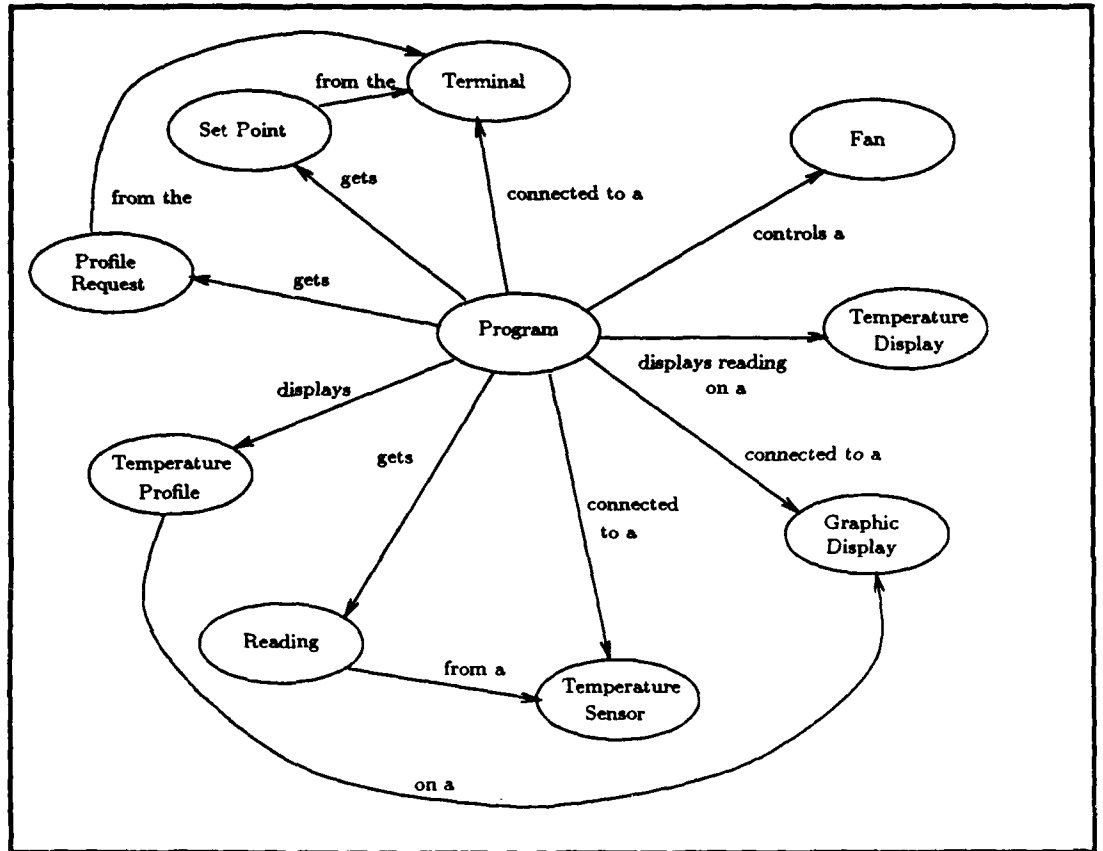 Terminal
from the
Set Point
Fan
gets
connected to a
from the
controls a
Profile
Request
gets
Program
Temperature
Display
displays reading
on a
displays
gets
connected to a
Temperature
Profile
connected
to a
Graphic
Display
Reading
from a
Temperature
Sensor
on a